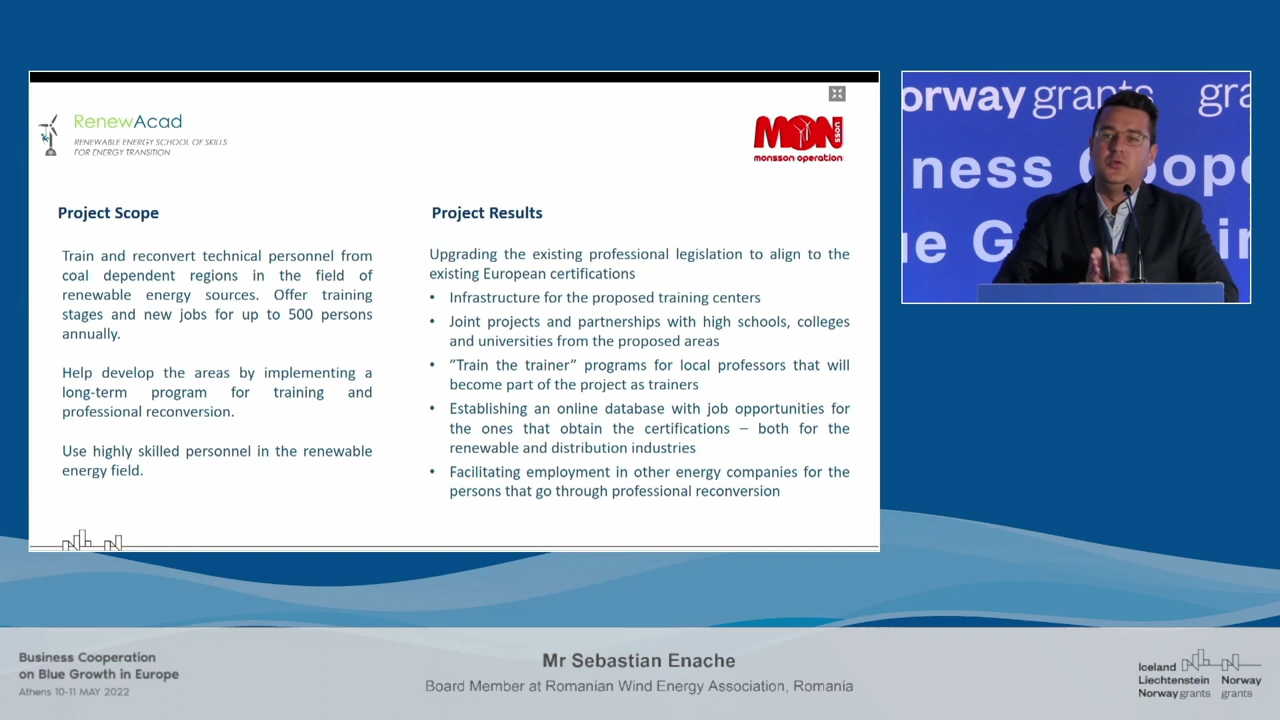 RenewAcad
RENEWABLE ENERGY SCHOOL OF SKILLS
FOR ENERGY TRANSITION
MON
sson
monsson operation
Project Scope
Train and reconvert technical personnel from
coal dependent regions in the field of
renewable energy sources. Offer training
stages and new jobs for up to 500 persons
annually.
Help develop the areas by implementing a
long-term program for training and
professional reconversion.
Use highly skilled personnel in the renewable
energy field.
Project Results
Upgrading the existing professional legislation to align to the
existing European certifications
• Infrastructure for the proposed training centers
• Joint projects and partnerships with high schools, colleges
and universities from the proposed areas
• ”Train the trainer” programs for local professors that will
become part of the project as trainers
• Establishing an online database with job opportunities for
the ones that obtain the certifications – both for the
renewable and distribution industries
• Facilitating employment in other energy companies for the
persons that go through professional reconversion
orway grants gra
ness Coope
ue G in
Business Cooperation
on Blue Growth in Europe
Athens 10-11 MAY 2022
Mr Sebastian Enache
Board Member at Romanian Wind Energy Association, Romania
Iceland
Liechtenstein Norway
Norway grants grants